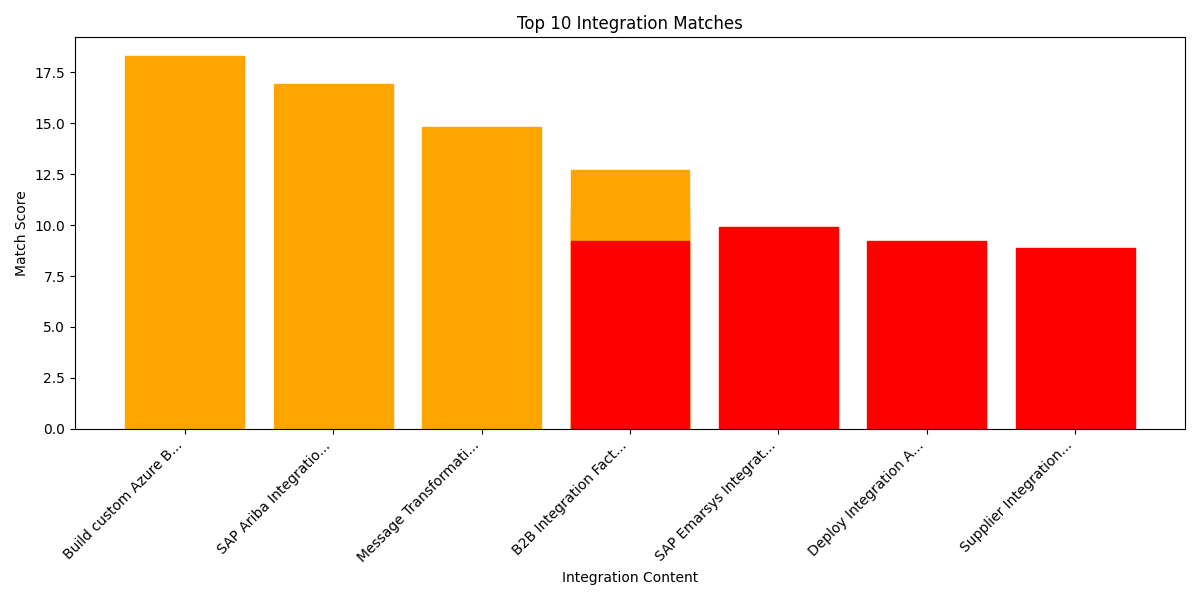 Top 10 Integration Matches
17.5
15.0
12.5
10.0
7.5
5.0
2.5
0.0
Match Score
Build custom Azure B...
SAP Ariba Integratio...
Message Transformati...
B2B Integration Fact...
SAP Emarsys Integrat...
Deploy Integration A...
Supplier Integration...
Integration Content